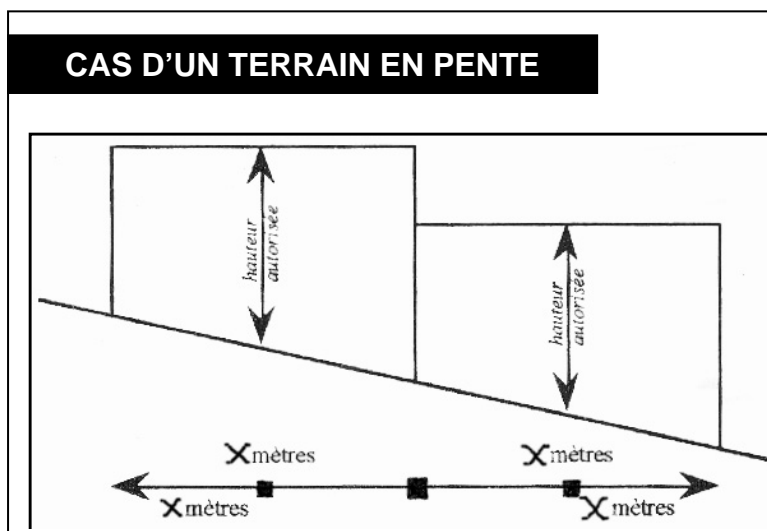 CAS D'UN TERRAIN EN PENTE
hauteur
autorisée
hauteur
autorisée
X mètres
X mètres
X mètres
X mètres